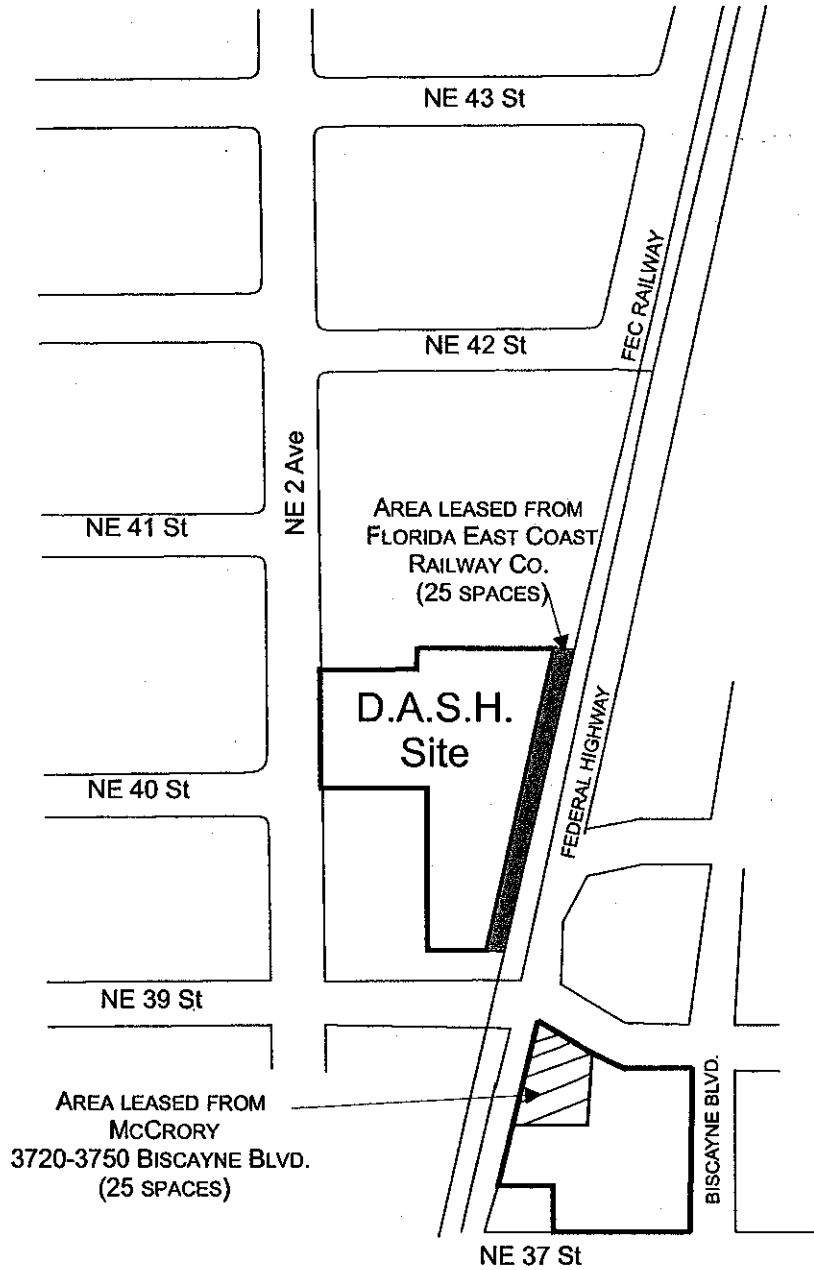 NE 43 St
FEC RAILWAY
NE 42 St
NE 2 Ave
AREA LEASED FROM
FLORIDA EAST COAST
RAILWAY CO.
(25 SPACES)
NE 41 St
D.A.S.H.
Site
FEDERAL HIGHWAY
NE 40 St
NE 39 St
AREA LEASED FROM
MCCRORY
3720-3750 BISCAYNE BLVD.
(25 SPACES)
BISCAYNE BLVD.
NE 37 St